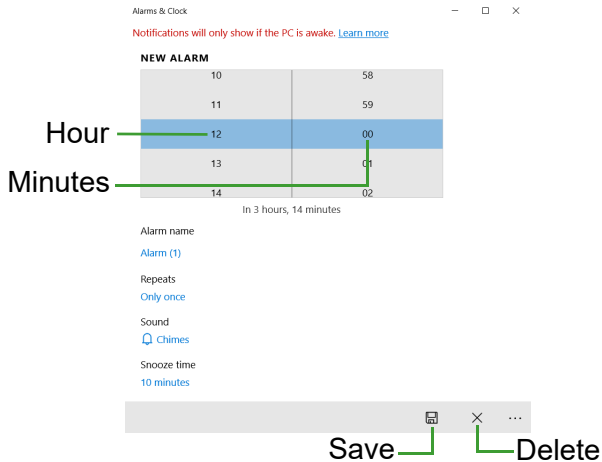 Alarms & Clock
Notifications will only show if the PC is awake. Learn more
NEW ALARM
10 58
11 59
Hour 12 00
Minutes 13 01
14 02
In 3 hours, 14 minutes
Alarm name
Alarm (1)
Repeats
Only once
Sound
Chimes
Snooze time
10 minutes
Save Delete